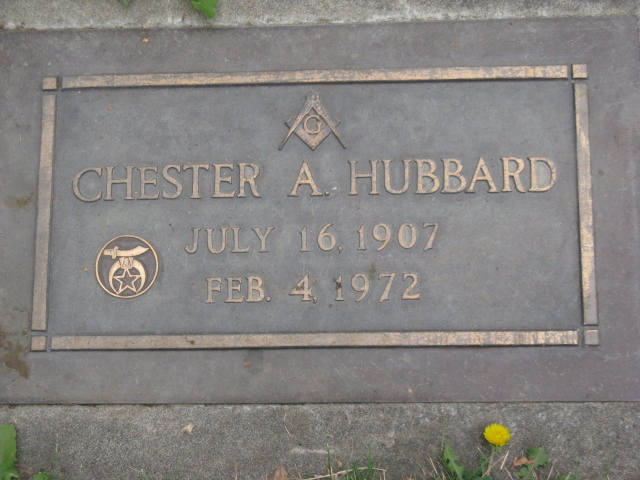 G
CHESTER A. HUBBARD
JULY 16, 1907
FEB. 4, 1972